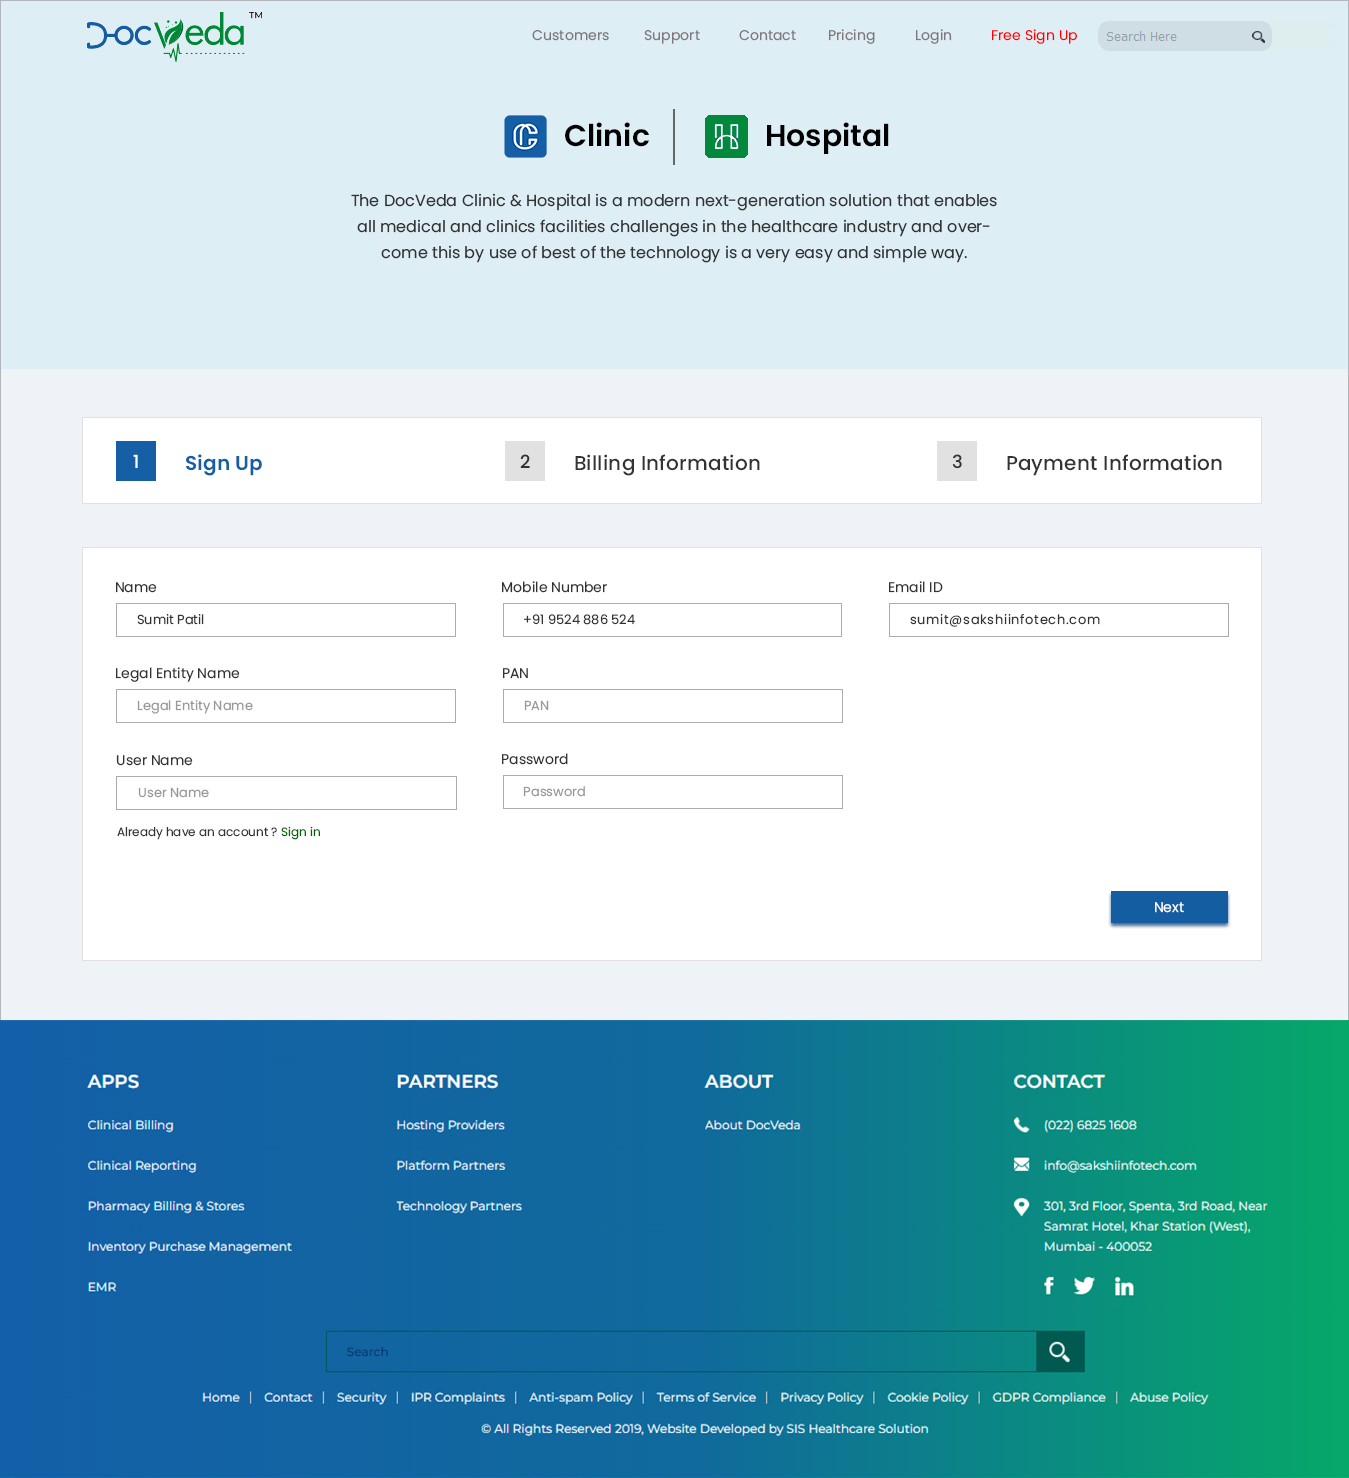 DocVeda ™
Customers Support Contact Pricing Login Free Sign Up Search Here
Clinic Hospital
The DocVeda Clinic & Hospital is a modern next-generation solution that enables
all medical and clinics facilities challenges in the healthcare industry and over-
come this by use of best of the technology is a very easy and simple way.
1 Sign Up 2 Billing Information 3 Payment Information
Name Mobile Number Email ID
Sumit Patil +91 9524 886 524 sumit@sakshiinfotech.com
Legal Entity Name PAN
Legal Entity Name PAN
User Name Password
User Name Password
Already have an account ? Sign in
Next
APPS PARTNERS ABOUT CONTACT
Clinical Billing Hosting Providers About DocVeda (022) 6825 1608
Clinical Reporting Platform Partners info@sakshiinfotech.com
Pharmacy Billing & Stores Technology Partners 301, 3rd Floor, Spenta, 3rd Road, Near
Samrat Hotel, Khar Station (West),
Inventory Purchase Management Mumbai - 400052
EMR
Search
Home | Contact | Security | IPR Complaints | Anti-spam Policy | Terms of Service | Privacy Policy | Cookie Policy | GDPR Compliance | Abuse Policy
© All Rights Reserved 2019, Website Developed by SIS Healthcare Solution